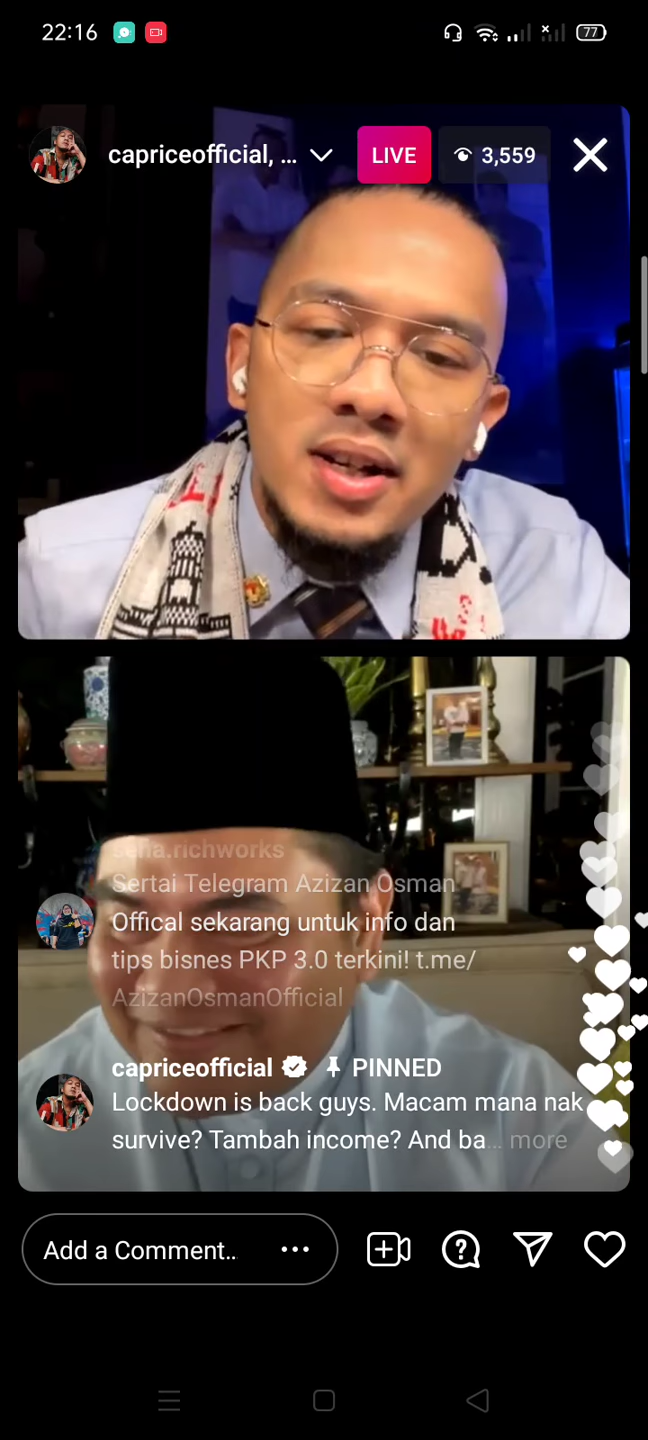 22:16
77
capriceofficial, ...
LIVE
3,559
saha.richworks
Sertai Telegram Azizan Osman
Offical sekarang untuk info dan
tips bisnes PKP 3.0 terkini! t.me/
AzizanOsmanOfficial
capriceofficial PINNED
Lockdown is back guys. Macam mana nak
survive? Tambah income? And ba... more
Add a Comment..